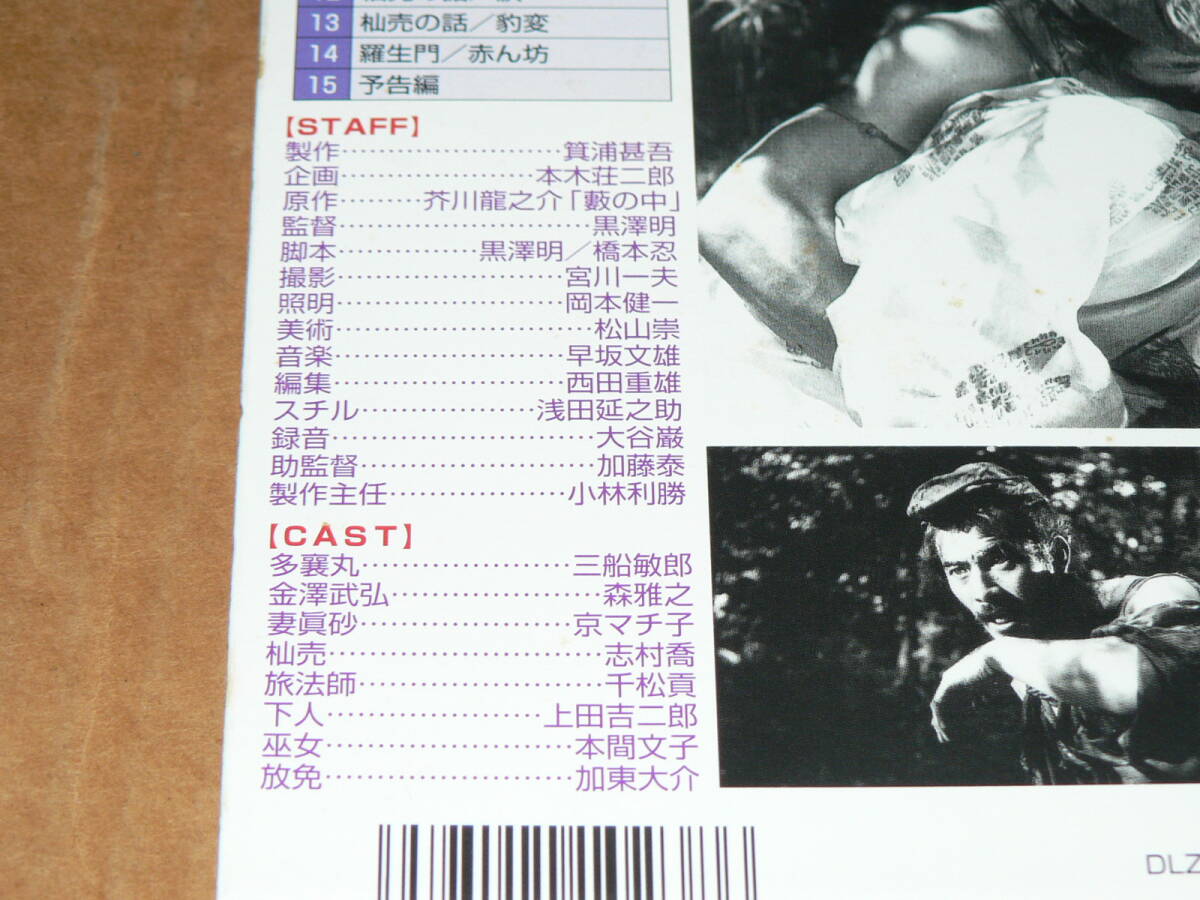 13 杣売の話／豹変
14 羅生門／赤ん坊
15 予告編
【STAFF】
製作………………………箕浦甚吾
企画……………………本木荘二郎
原作………芥川龍之介「藪の中」
監督…………………………黒澤明
脚本………………黒澤明／橋本忍
撮影………………………宮川一夫
照明………………………岡本健一
美術…………………………松山崇
音楽………………………早坂文雄
編集………………………西田重雄
スチル…………………浅田延之助
録音…………………………大谷巌
助監督………………………加藤泰
製作主任…………………小林利勝
【CAST】
多襄丸……………………三船敏郎
金澤武弘……………………森雅之
妻眞砂……………………京マチ子
杣売…………………………志村喬
旅法師………………………千松貢
下人……………………上田吉二郎
巫女………………………本間文子
放免………………………加東大介
DLZ